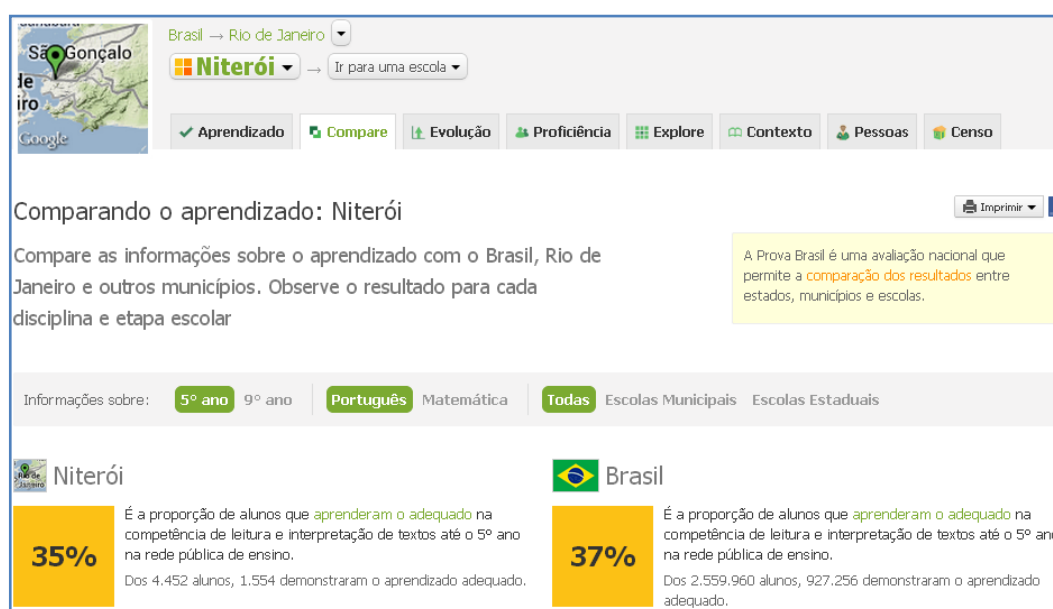 São Gonçalo
de
iro
Google
Brasil → Rio de Janeiro
Niterói → Ir para uma escola
Aprendizado Compare Evolução Proficiência Explore Contexto Pessoas Censo
Comparando o aprendizado: Niterói
Imprimir
Compare as informações sobre o aprendizado com o Brasil, Rio de
Janeiro e outros municípios. Observe o resultado para cada
disciplina e etapa escolar
A Prova Brasil é uma avaliação nacional que
permite a comparação dos resultados entre
estados, municípios e escolas.
Informações sobre: 5º ano 9º ano Português Matemática Todas Escolas Municipais Escolas Estaduais
Niterói
35%
É a proporção de alunos que aprenderam o adequado na
competência de leitura e interpretação de textos até o 5º ano
na rede pública de ensino.
Dos 4.452 alunos, 1.554 demonstraram o aprendizado adequado.
Brasil
37%
É a proporção de alunos que aprenderam o adequado na
competência de leitura e interpretação de textos até o 5º ano
na rede pública de ensino.
Dos 2.559.960 alunos, 927.256 demonstraram o aprendizado
adequado.